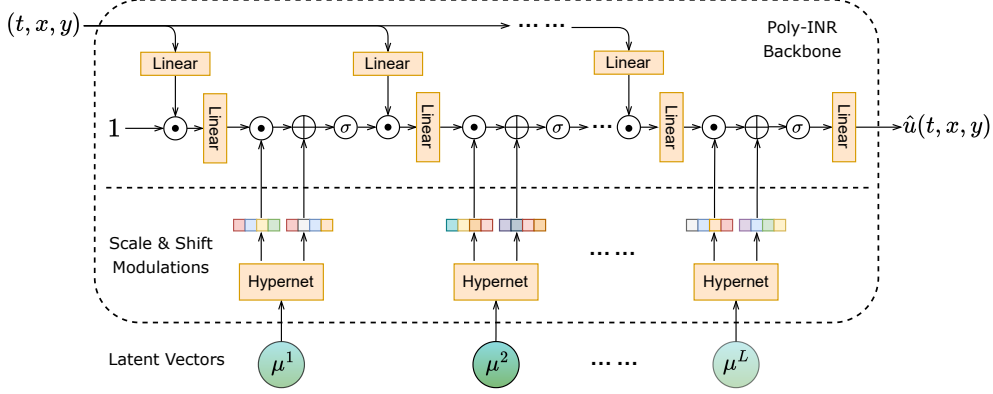 (t, x, y)
... ...
Poly-INR
Backbone
Linear
Linear
Linear
1
Linear
σ
Linear
σ
...
Linear
σ
Linear
û(t, x, y)
Scale & Shift
Modulations
... ...
Hypernet
Hypernet
Hypernet
Latent Vectors
μ¹
μ²
... ...
μᴸ